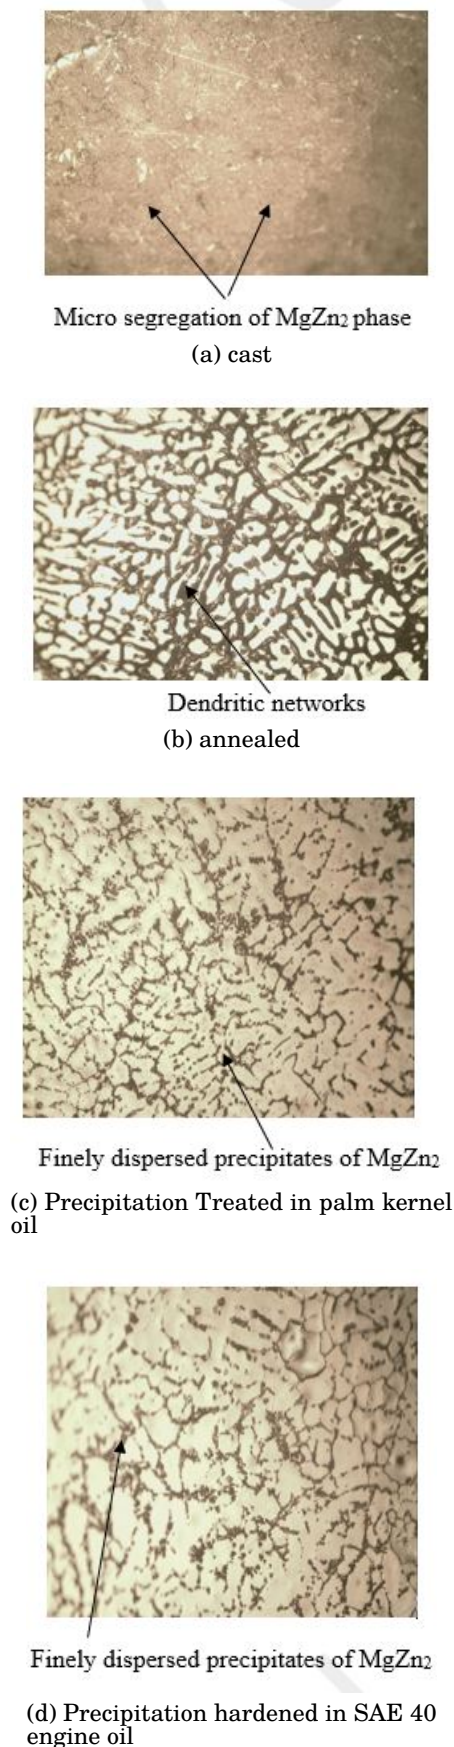 Micro segregation of MgZn₂ phase
(a) cast
Dendritic networks
(b) annealed
Finely dispersed precipitates of MgZn₂
(c) Precipitation Treated in palm kernel
oil
Finely dispersed precipitates of MgZn₂
(d) Precipitation hardened in SAE 40
engine oil